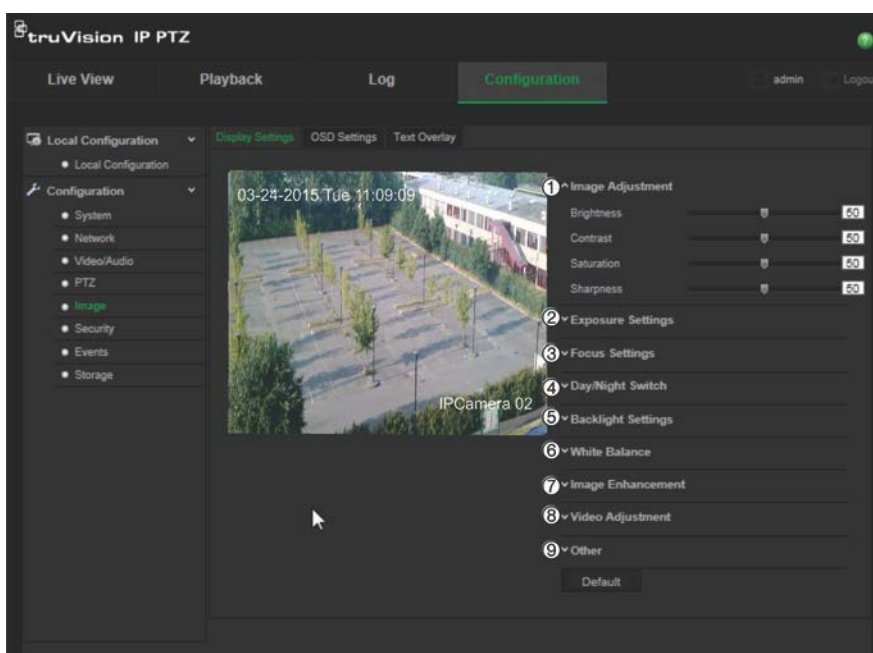 truVision IP PTZ
?
Live View Playback Log Configuration admin Logou
Local Configuration
Local Configuration
Configuration
System
Network
Video/Audio
PTZ
Image
Security
Events
Storage
Display Settings OSD Settings Text Overlay
03-24-2015 Tue 11:09:09
IPCamera 02
① Image Adjustment
Brightness 50
Contrast 50
Saturation 50
Sharpness 50
② Exposure Settings
③ Focus Settings
④ Day/Night Switch
⑤ Backlight Settings
⑥ White Balance
⑦ Image Enhancement
⑧ Video Adjustment
⑨ Other
Default